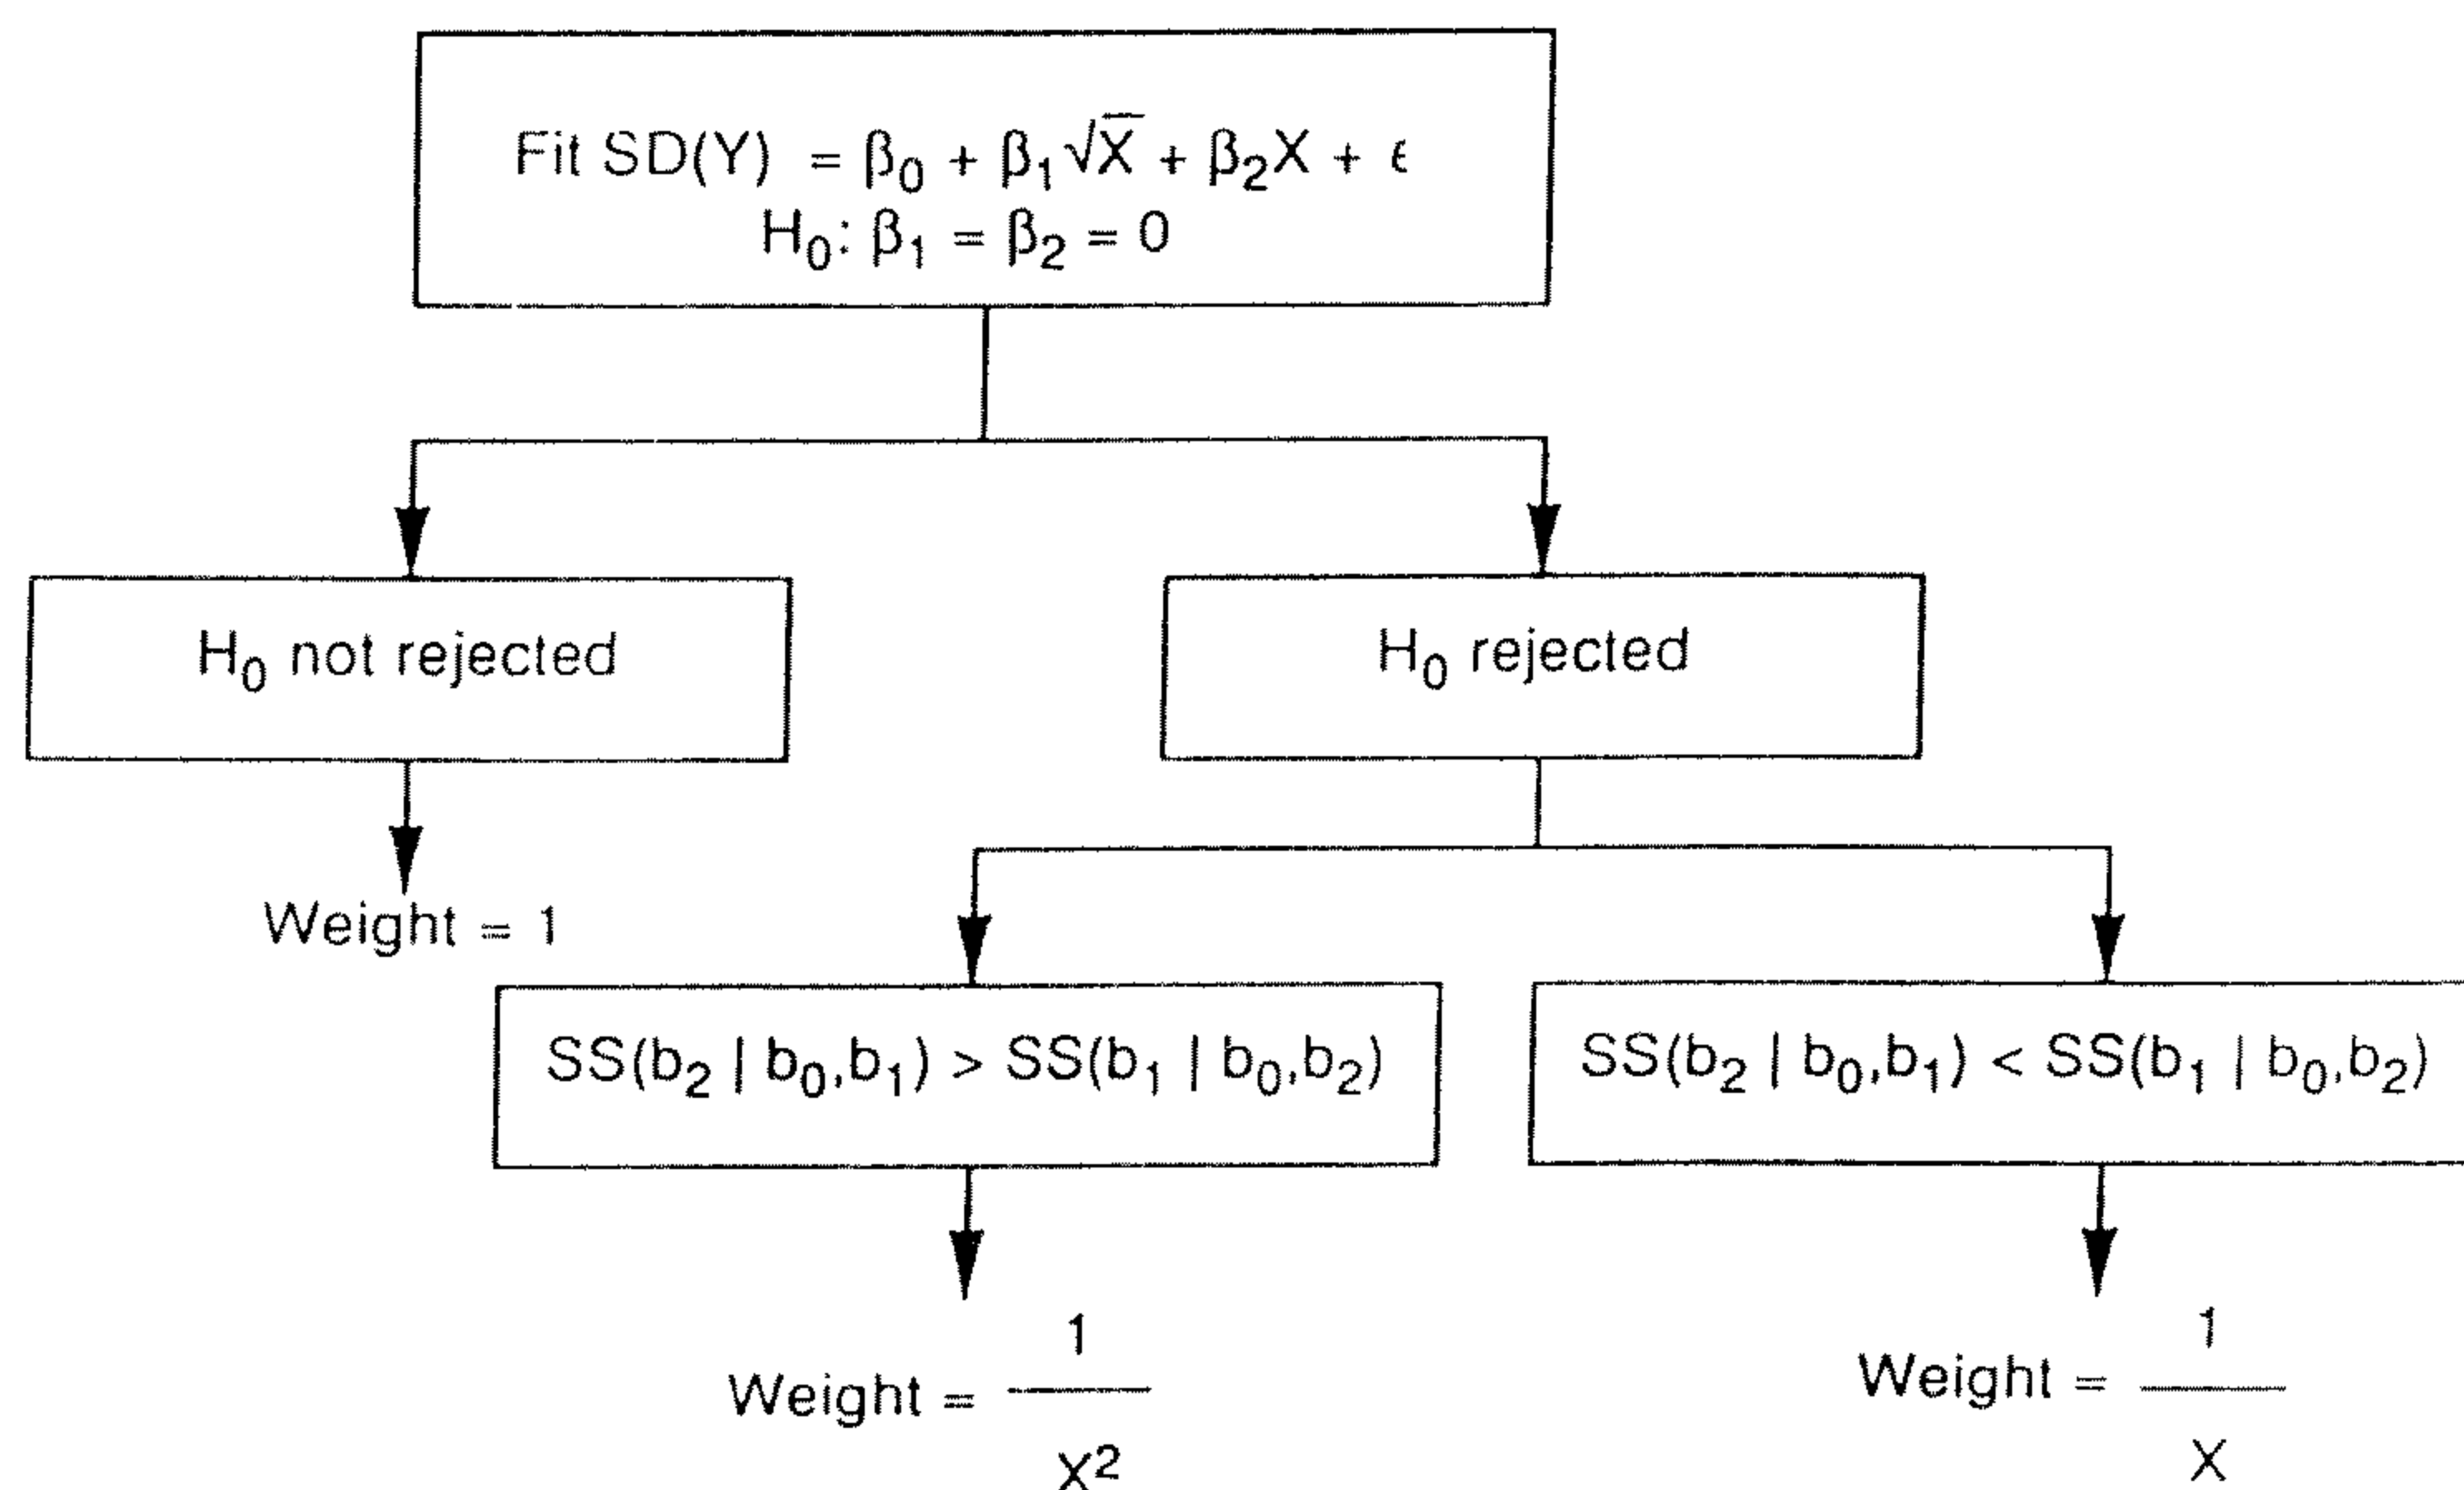 Fit SD(Y) = β₀ + β₁√X + β₂X + ϵ
H₀: β₁ = β₂ = 0
H₀ not rejected
H₀ rejected
Weight = 1
SS(b₂ | b₀,b₁) > SS(b₁ | b₀,b₂)
SS(b₂ | b₀,b₁) < SS(b₁ | b₀,b₂)
Weight = 1/X²
Weight = 1/X